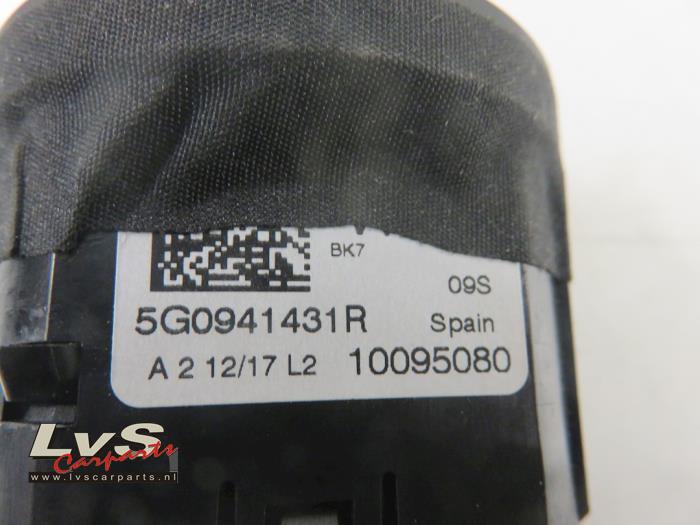 BK7
09S
5G0941431R Spain
A 2 12/17 L2 10095080
LvS
Carparts
www.lvscarparts.nl